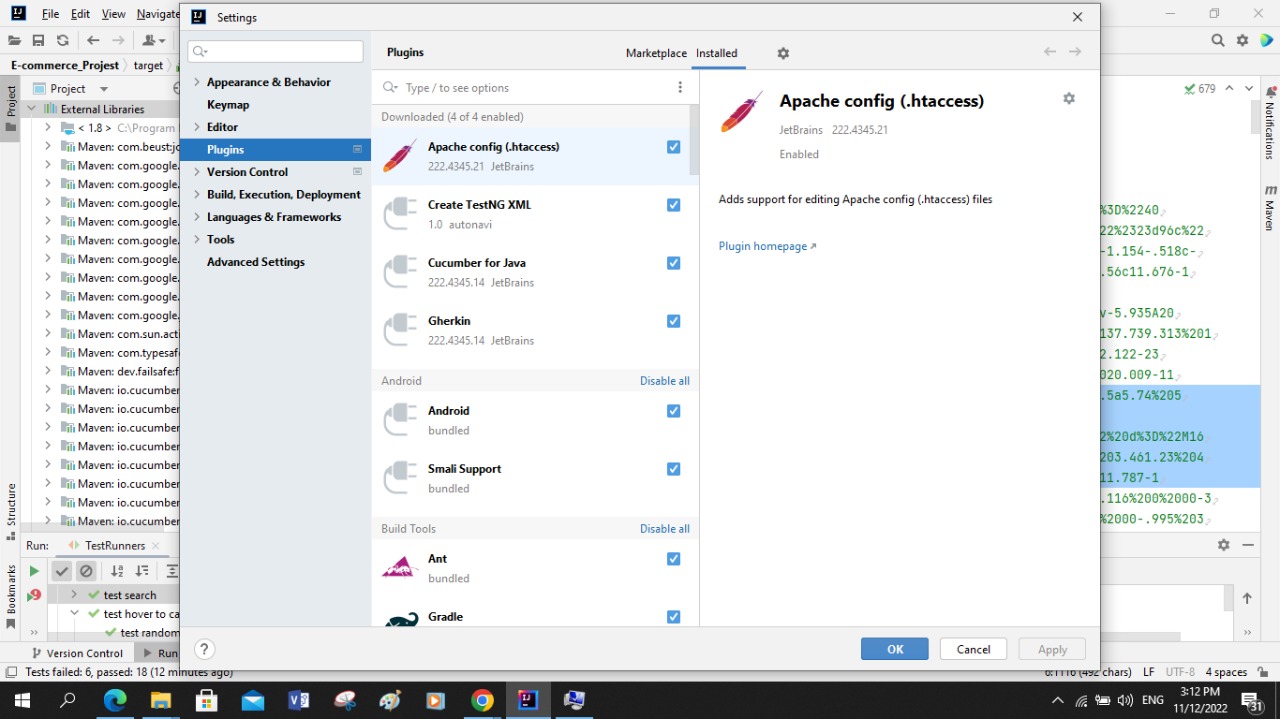 File Edit View Navigate
Settings
E-commerce_Projest target
Project
External Libraries
< 1.8 > C:\Program
Maven: com.beust:jc
Maven: com.google.
Maven: com.google.
Maven: com.google.
Maven: com.google.
Maven: com.google.
Maven: com.google.
Maven: com.google.
Maven: com.google.
Maven: com.google.
Maven: com.sun.acti
Maven: com.typesafe
Maven: dev.failsafe:f
Maven: io.cucumber
Maven: io.cucumber
Maven: io.cucumber
Maven: io.cucumber
Maven: io.cucumber
Maven: io.cucumber
Maven: io.cucumber
Maven: io.cucumber
Project
Structure
Bookmarks
Appearance & Behavior
Keymap
Editor
Plugins
Version Control
Build, Execution, Deployment
Languages & Frameworks
Tools
Advanced Settings
Plugins
Marketplace Installed
Type / to see options
Downloaded (4 of 4 enabled)
Apache config (.htaccess)
222.4345.21 JetBrains
Create TestNG XML
1.0 autonavi
Cucumber for Java
222.4345.14 JetBrains
Gherkin
222.4345.14 JetBrains
Android Disable all
Android
bundled
Smali Support
bundled
Build Tools Disable all
Ant
bundled
Gradle
Apache config (.htaccess)
JetBrains 222.4345.21
Enabled
Adds support for editing Apache config (.htaccess) files
Plugin homepage
679
%3D%2240
22%2323d96c%22
-1.154-.518c-
.56c11.676-1
v-5.935A20
137.739.313%201
2.122-23
020.009-11
.5a5.74%205
2%20d%3D%22M16
203.461.23%204
11.787-1
.116%200%2000-3
%2000-.995%203
Notifications
Maven
Run: TestRunners
test search
test hover to ca
test random
Version Control Run
? OK Cancel Apply
Tests failed: 6, passed: 18 (12 minutes ago)
6:1116 (492 chars) LF UTF-8 4 spaces
ENG
3:12 PM
11/12/2022
31